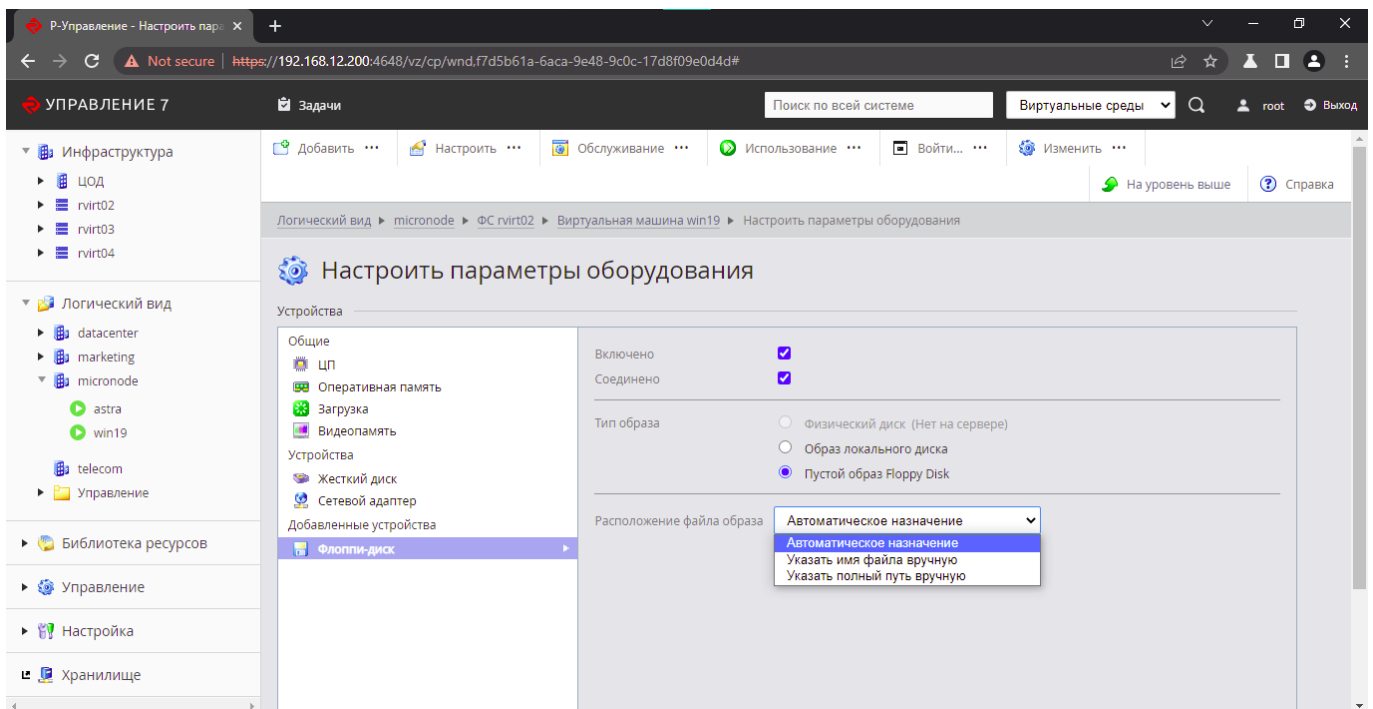 Р-Управление - Настроить пара
Not secure | https://192.168.12.200:4648/vz/cp/wnd,f7d5b61a-6aca-9e48-9c0c-17d8f09e0d4d#
УПРАВЛЕНИЕ 7
Задачи
Поиск по всей системе
Виртуальные среды
root
Выход
Инфраструктура
ЦОД
rvirt02
rvirt03
rvirt04
Логический вид
datacenter
marketing
micronode
astra
win19
telecom
Управление
Библиотека ресурсов
Управление
Настройка
Хранилище
Добавить ···
Настроить ···
Обслуживание ···
Использование ···
Войти... ···
Изменить ···
На уровень выше
Справка
Логический вид ▶ micronode ▶ ФС rvirt02 ▶ Виртуальная машина win19 ▶ Настроить параметры оборудования
Настроить параметры оборудования
Устройства
Общие
ЦП
Оперативная память
Загрузка
Видеопамять
Устройства
Жесткий диск
Сетевой адаптер
Добавленные устройства
Флоппи-диск
Включено
Соединено
Тип образа
Физический диск (Нет на сервере)
Образ локального диска
Пустой образ Floppy Disk
Расположение файла образа
Автоматическое назначение
Автоматическое назначение
Указать имя файла вручную
Указать полный путь вручную